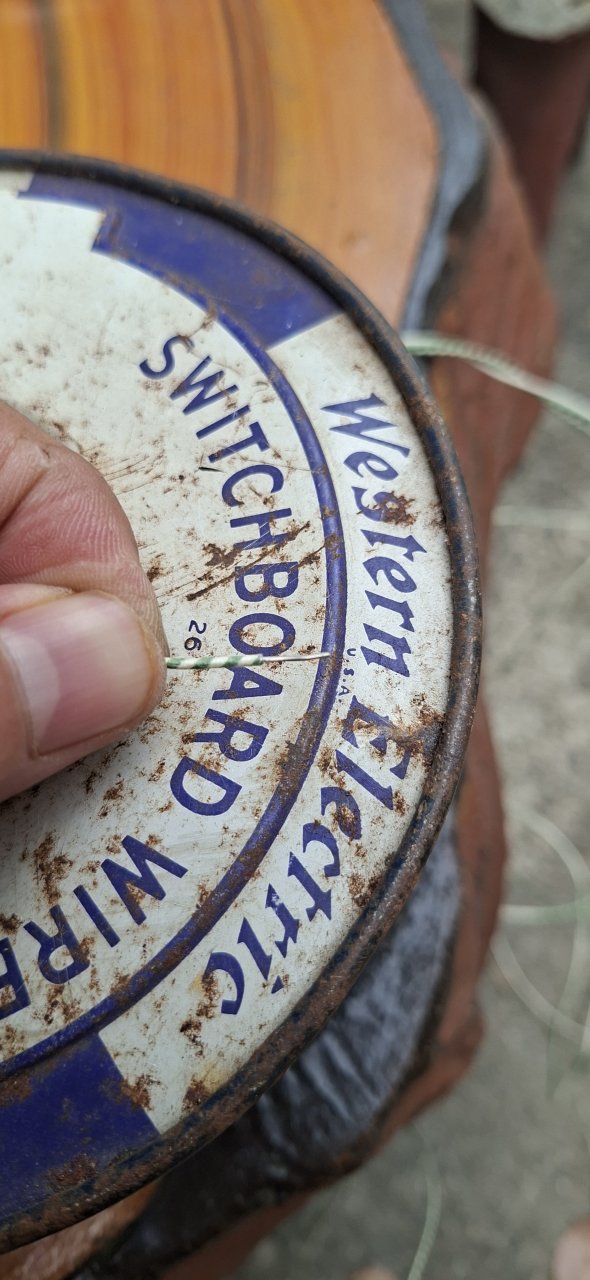 Western Electric
U.S.A.
SWITCHBOARD WIRE
26